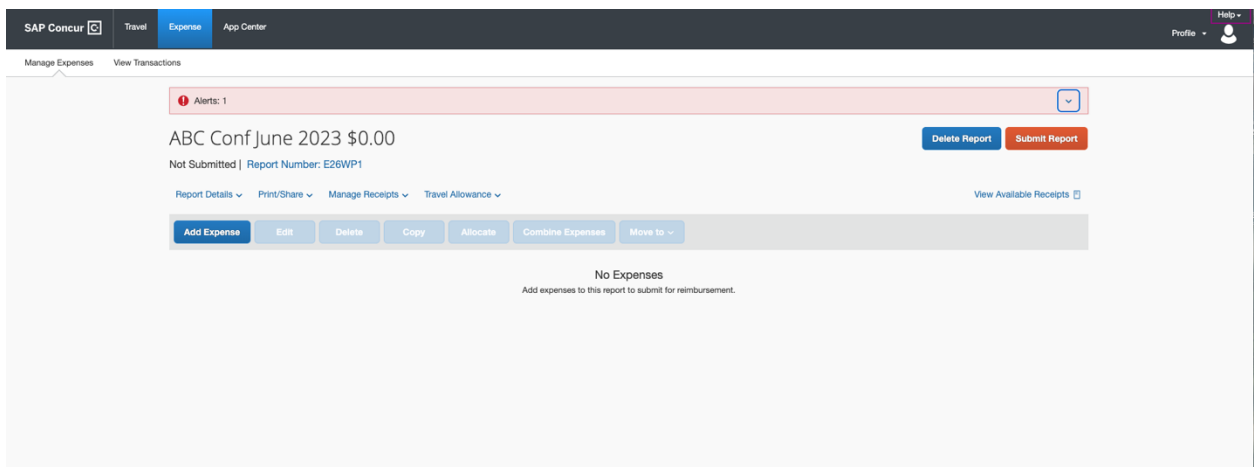 Help
SAP Concur C Travel Expense App Center
Profile
Manage Expenses View Transactions
Alerts: 1
ABC Conf June 2023 $0.00
Delete Report Submit Report
Not Submitted | Report Number: E26WP1
Report Details Print/Share Manage Receipts Travel Allowance View Available Receipts
Add Expense Edit Delete Copy Allocate Combine Expenses Move to
No Expenses
Add expenses to this report to submit for reimbursement.